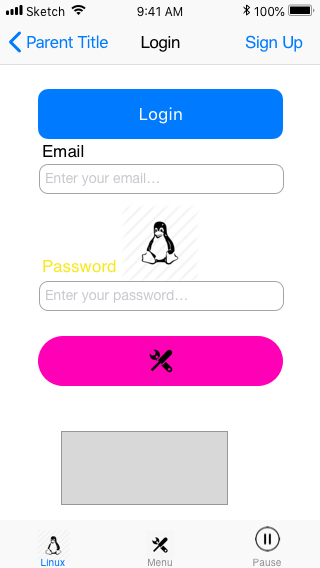 Sketch 9:41 AM 100%
Parent Title Login Sign Up
Login
Email
Enter your email...
Password
Enter your password...
Linux Menu Pause